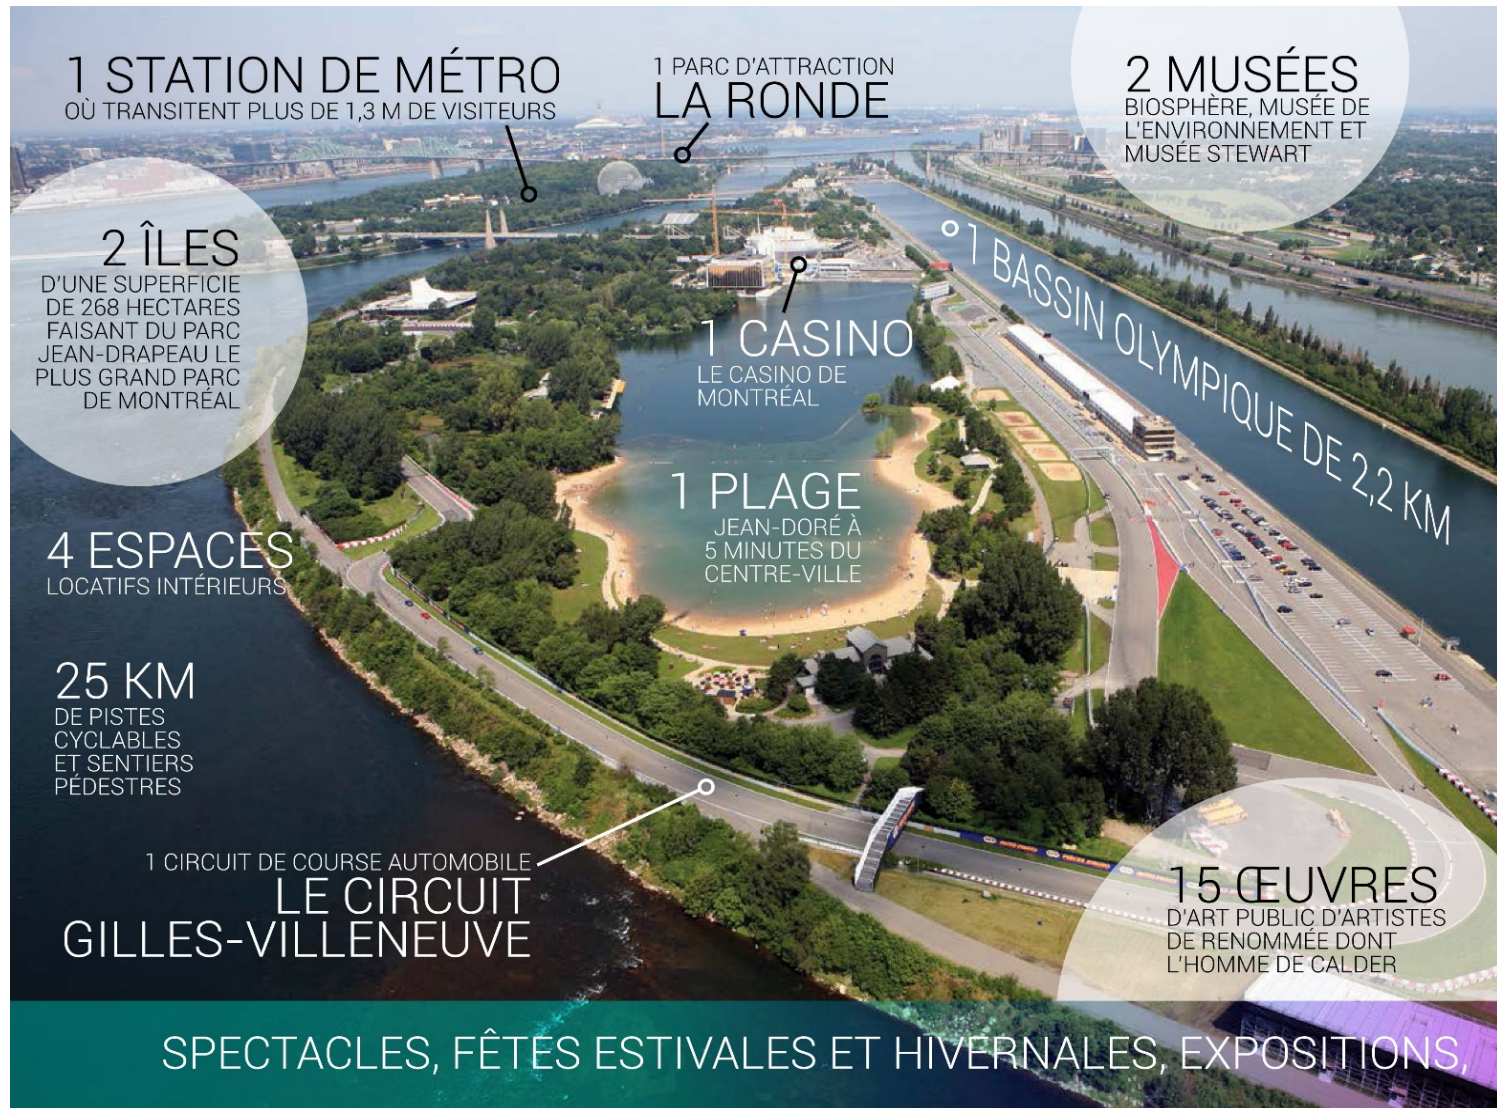 1 STATION DE MÉTRO
OÙ TRANSITENT PLUS DE 1,3 M DE VISITEURS
1 PARC D'ATTRACTION
LA RONDE
2 MUSÉES
BIOSPHÈRE, MUSÉE DE
L'ENVIRONNEMENT ET
MUSÉE STEWART
2 ÎLES
D'UNE SUPERFICIE
DE 268 HECTARES
FAISANT DU PARC
JEAN-DRAPEAU LE
PLUS GRAND PARC
DE MONTRÉAL
1 BASSIN OLYMPIQUE DE 2,2 KM
1 CASINO
LE CASINO DE
MONTRÉAL
1 PLAGE
JEAN-DORÉ À
5 MINUTES DU
CENTRE-VILLE
4 ESPACES
LOCATIFS INTÉRIEURS
25 KM
DE PISTES
CYCLABLES
ET SENTIERS
PÉDESTRES
1 CIRCUIT DE COURSE AUTOMOBILE
LE CIRCUIT
GILLES-VILLENEUVE
15 ŒUVRES
D'ART PUBLIC D'ARTISTES
DE RENOMMÉE DONT
L'HOMME DE CALDER
SPECTACLES, FÊTES ESTIVALES ET HIVERNALES, EXPOSITIONS,